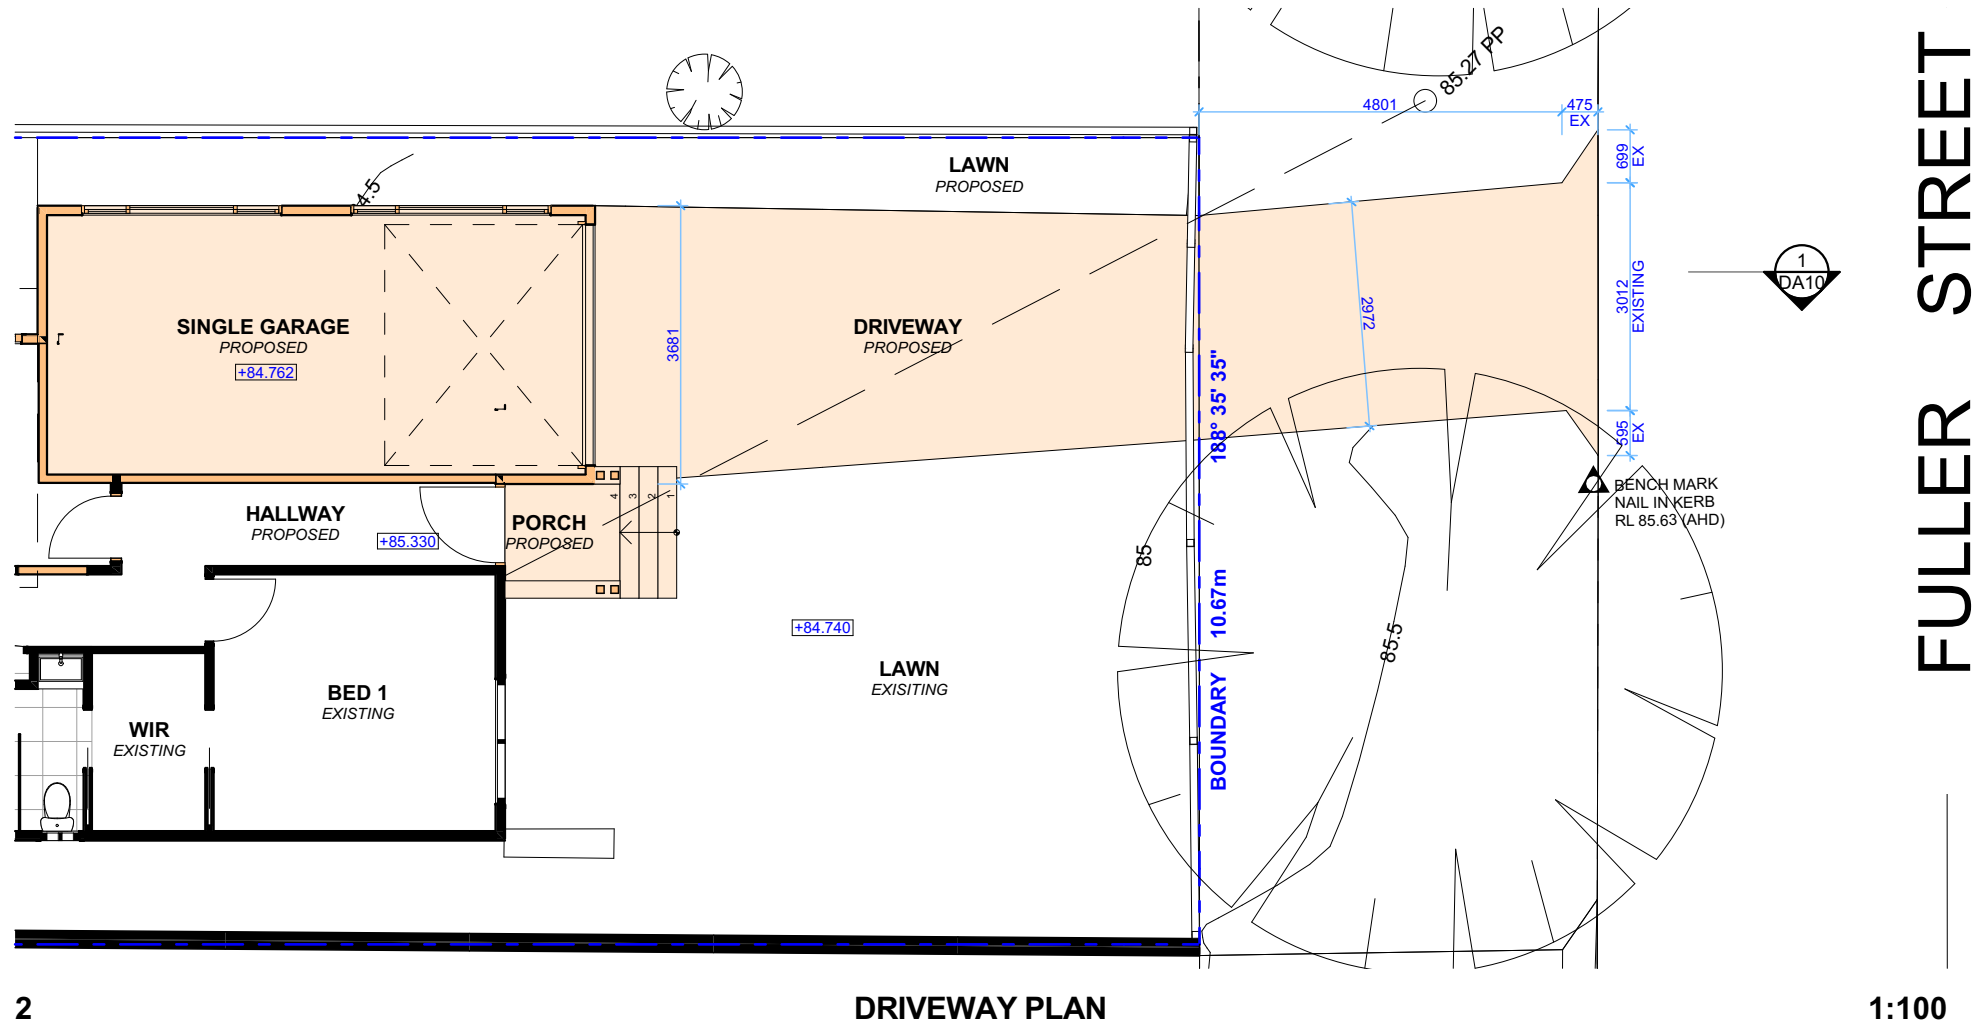 85.27 PP
4801
475
EX
699
EX
LAWN
PROPOSED
4.5
3012
EXISTING
1
DA10
FULLER STREET
SINGLE GARAGE
PROPOSED
+84.762
3681
DRIVEWAY
PROPOSED
2972
188° 35' 35"
595
EX
BENCH MARK
NAIL IN KERB
RL 85.63 (AHD)
HALLWAY
PROPOSED
+85.330
PORCH
PROPOSED
4
3
2
1
85
BOUNDARY 10.67m
+84.740
85.5
LAWN
EXISITING
BED 1
EXISTING
WIR
EXISTING
2
DRIVEWAY PLAN
1:100